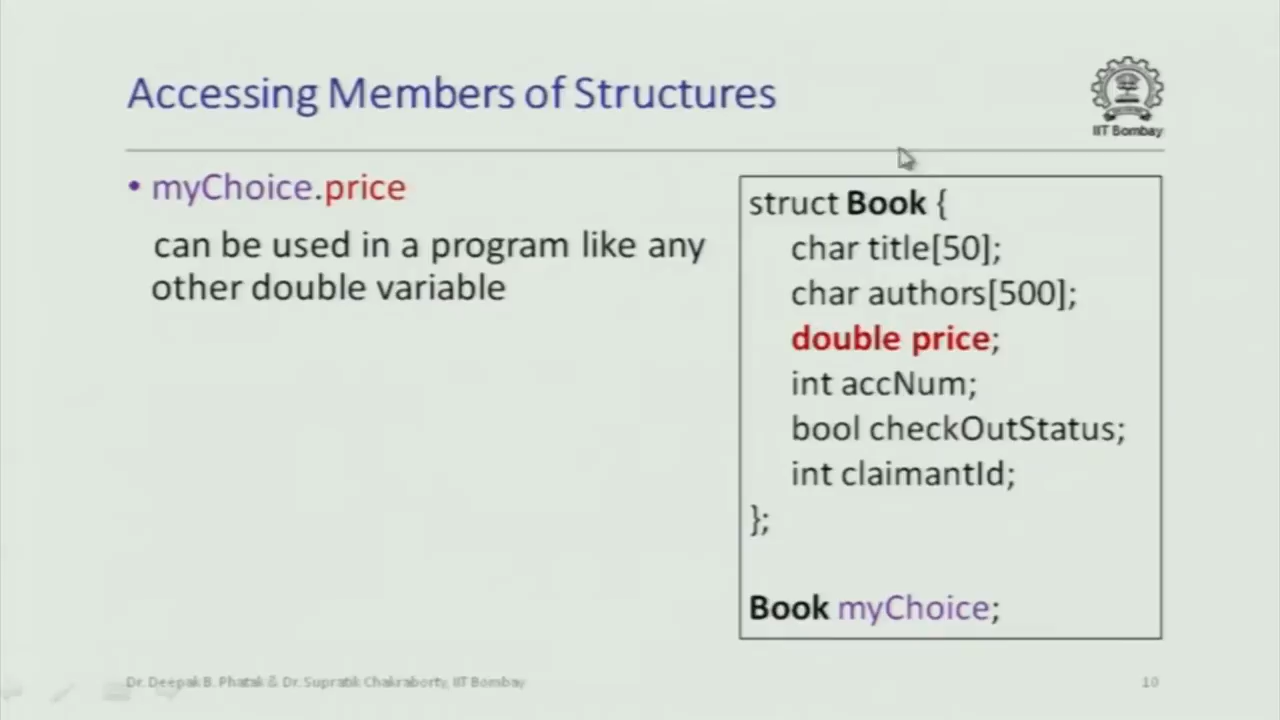 Accessing Members of Structures
IIT Bombay
• myChoice.price
can be used in a program like any
other double variable
struct Book {
char title[50];
char authors[500];
double price;
int accNum;
bool checkOutStatus;
int claimantId;
};
Book myChoice;
Dr. Deepak B. Phatak & Dr. Supratik Chakraborty, IIT Bombay
10